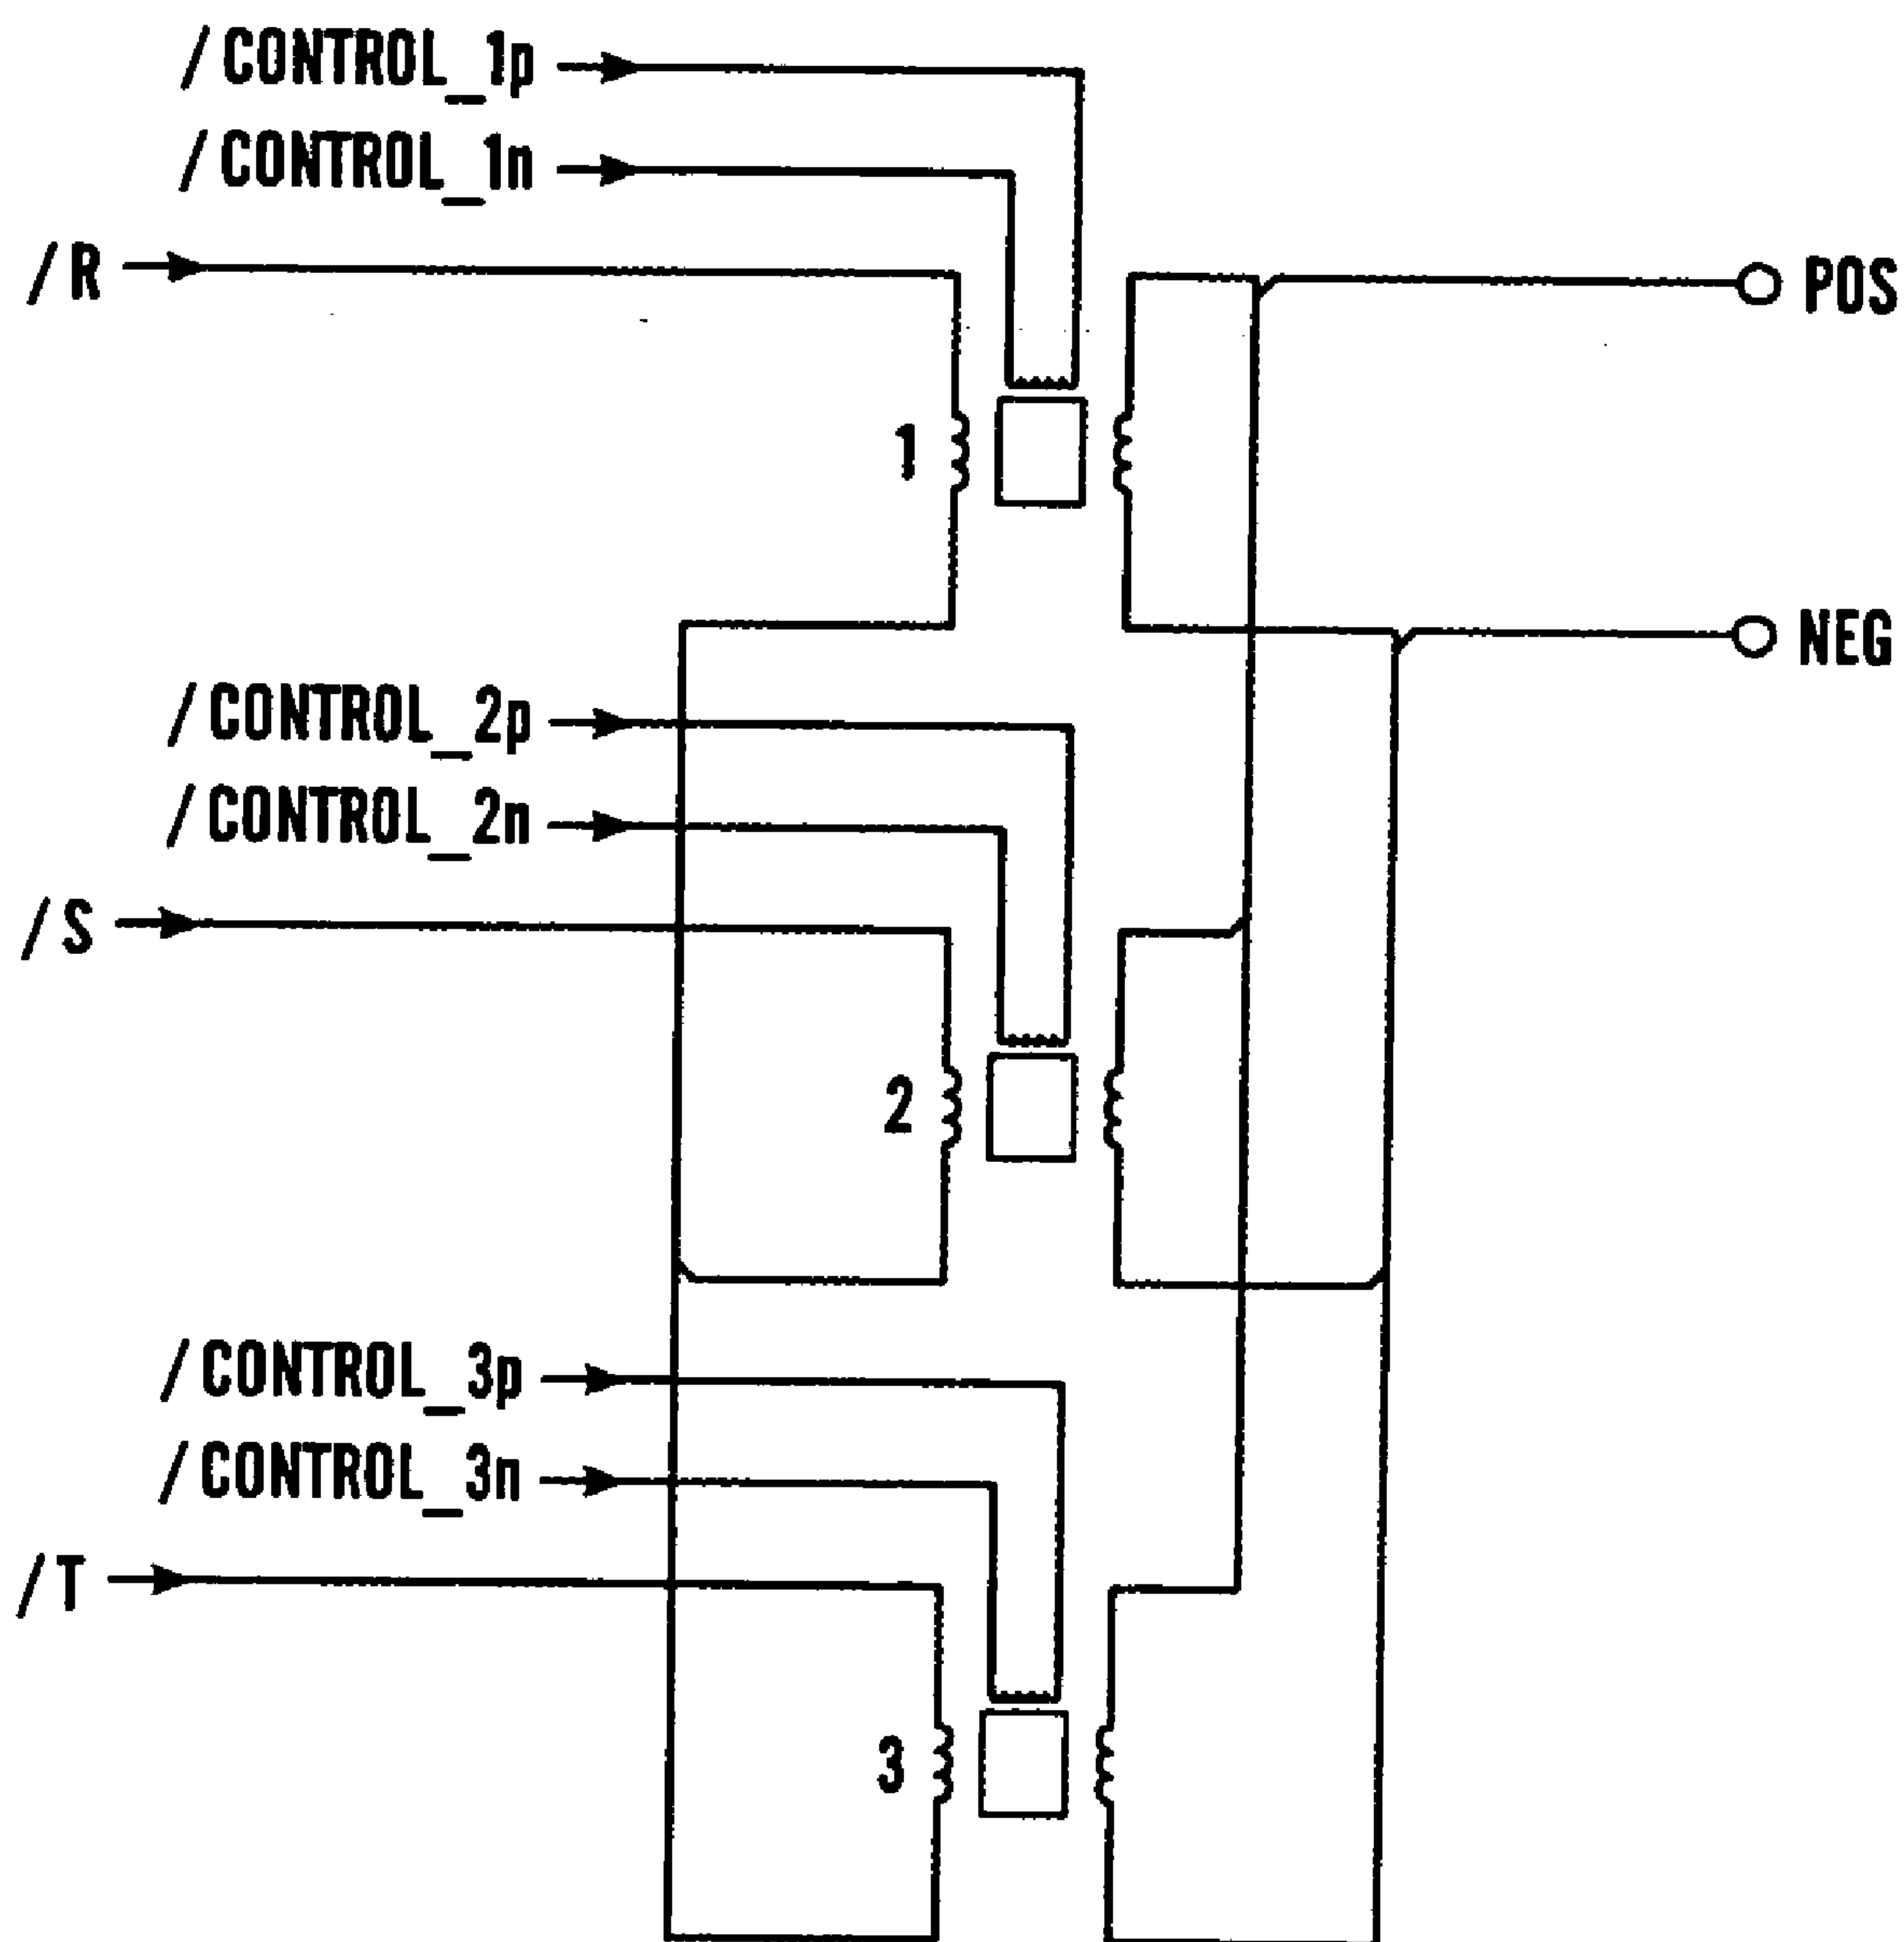 /CONTROL_1p
/CONTROL_1n
/R
POS
1
NEG
/CONTROL_2p
/CONTROL_2n
/S
2
/CONTROL_3p
/CONTROL_3n
/T
3